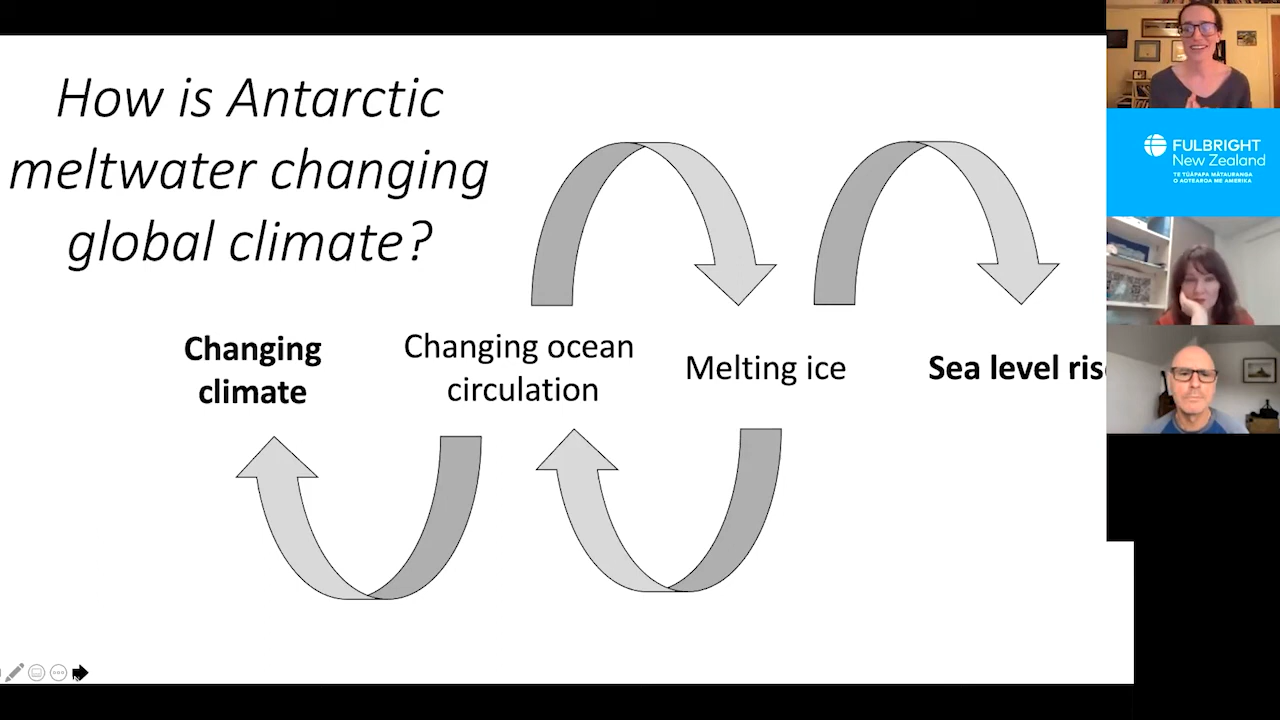 How is Antarctic
meltwater changing
global climate?
Changing
climate
Changing ocean
circulation
Melting ice
Sea level rise
FULBRIGHT
New Zealand
TE TŪĀPAPA MĀTAURANGA
O AOTEAROA ME AMERIKA